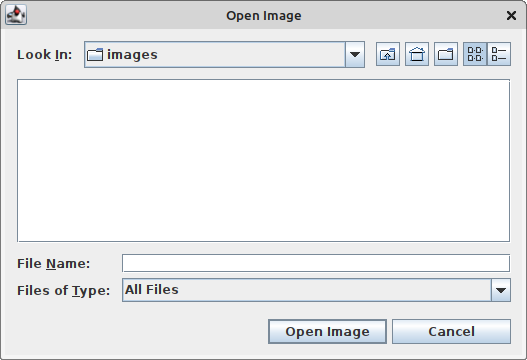 Open Image
Look In: images
File Name:
Files of Type: All Files
Open Image Cancel